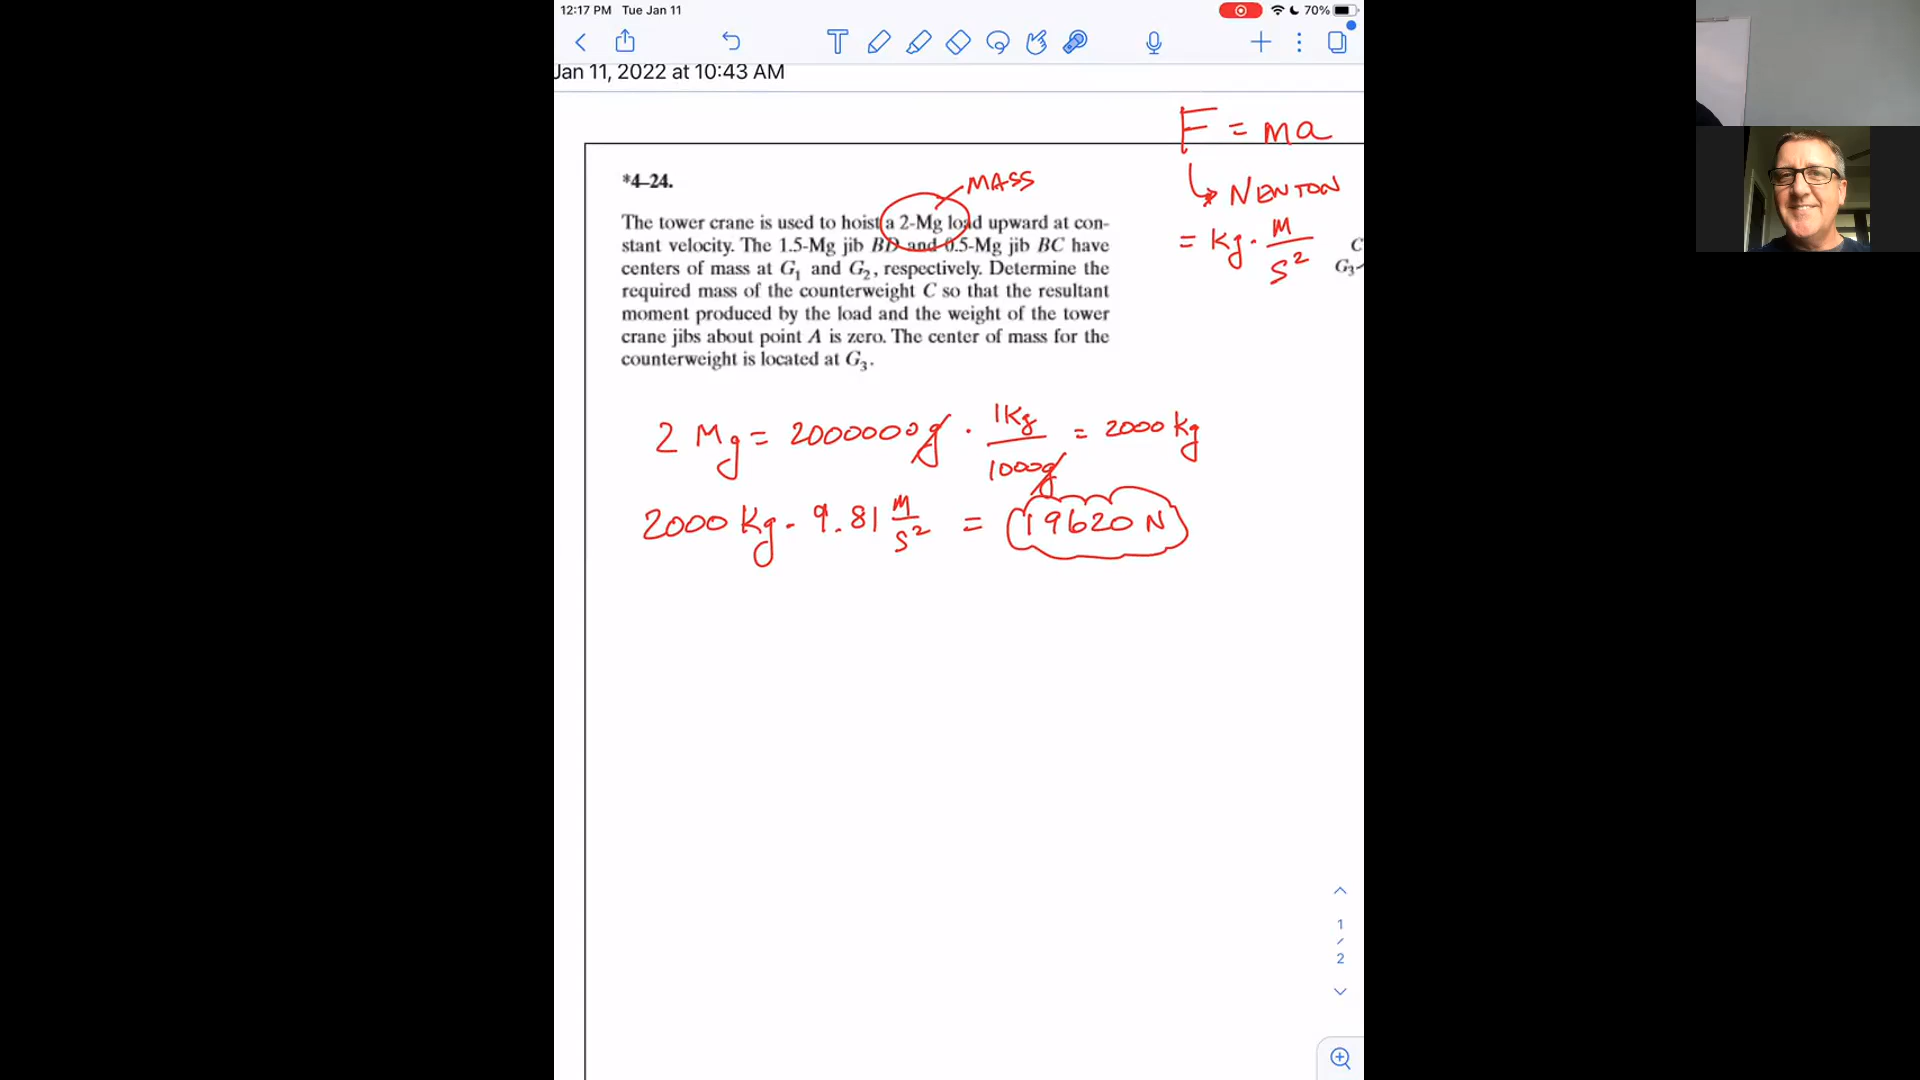 12:17 PM Tue Jan 11
70%
Jan 11, 2022 at 10:43 AM
F = ma
*4–24.
MASS
NEWTON
The tower crane is used to hoist a 2-Mg load upward at con-
stant velocity. The 1.5-Mg jib BD and 0.5-Mg jib BC have
centers of mass at G1 and G2, respectively. Determine the
required mass of the counterweight C so that the resultant
moment produced by the load and the weight of the tower
crane jibs about point A is zero. The center of mass for the
counterweight is located at G3.
= Kg · M/S²
C
G3
2 Mg = 2000000g · 1Kg/1000g = 2000 kg
2000 Kg · 9.81 M/S² = 19620 N
1
/
2